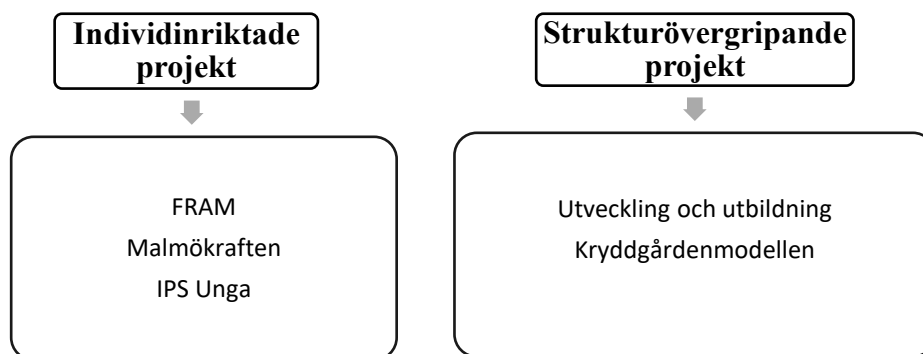 Individinriktade
projekt
FRAM
Malmökraften
IPS Unga
Strukturövergripande
projekt
Utveckling och utbildning
Kryddgårdenmodellen